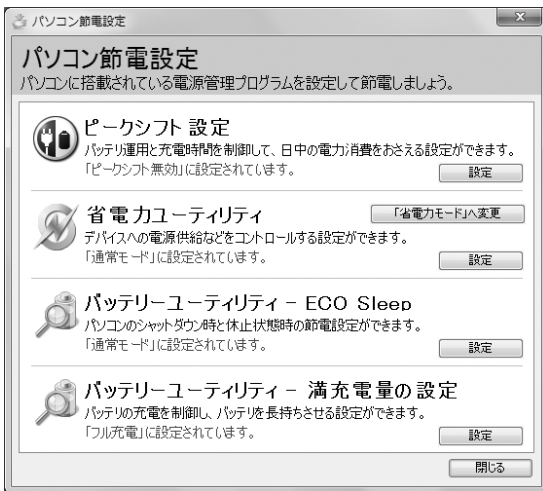 パソコン節電設定
パソコン節電設定
パソコンに搭載されている電源管理プログラムを設定して節電しましょう。
ピークシフト 設定
バッテリ運用と充電時間を制御して、日中の電力消費をおさえる設定ができます。
「ピークシフト無効」に設定されています。
設定
省電力ユーティリティ
「省電力モード」へ変更
デバイスへの電源供給などをコントロールする設定ができます。
「通常モード」に設定されています。
設定
バッテリーユーティリティ － ECO Sleep
パソコンのシャットダウン時と休止状態時の節電設定ができます。
「通常モード」に設定されています。
設定
バッテリーユーティリティ － 満充電量の設定
バッテリの充電を制御し、バッテリを長持ちさせる設定ができます。
「フル充電」に設定されています。
設定
閉じる